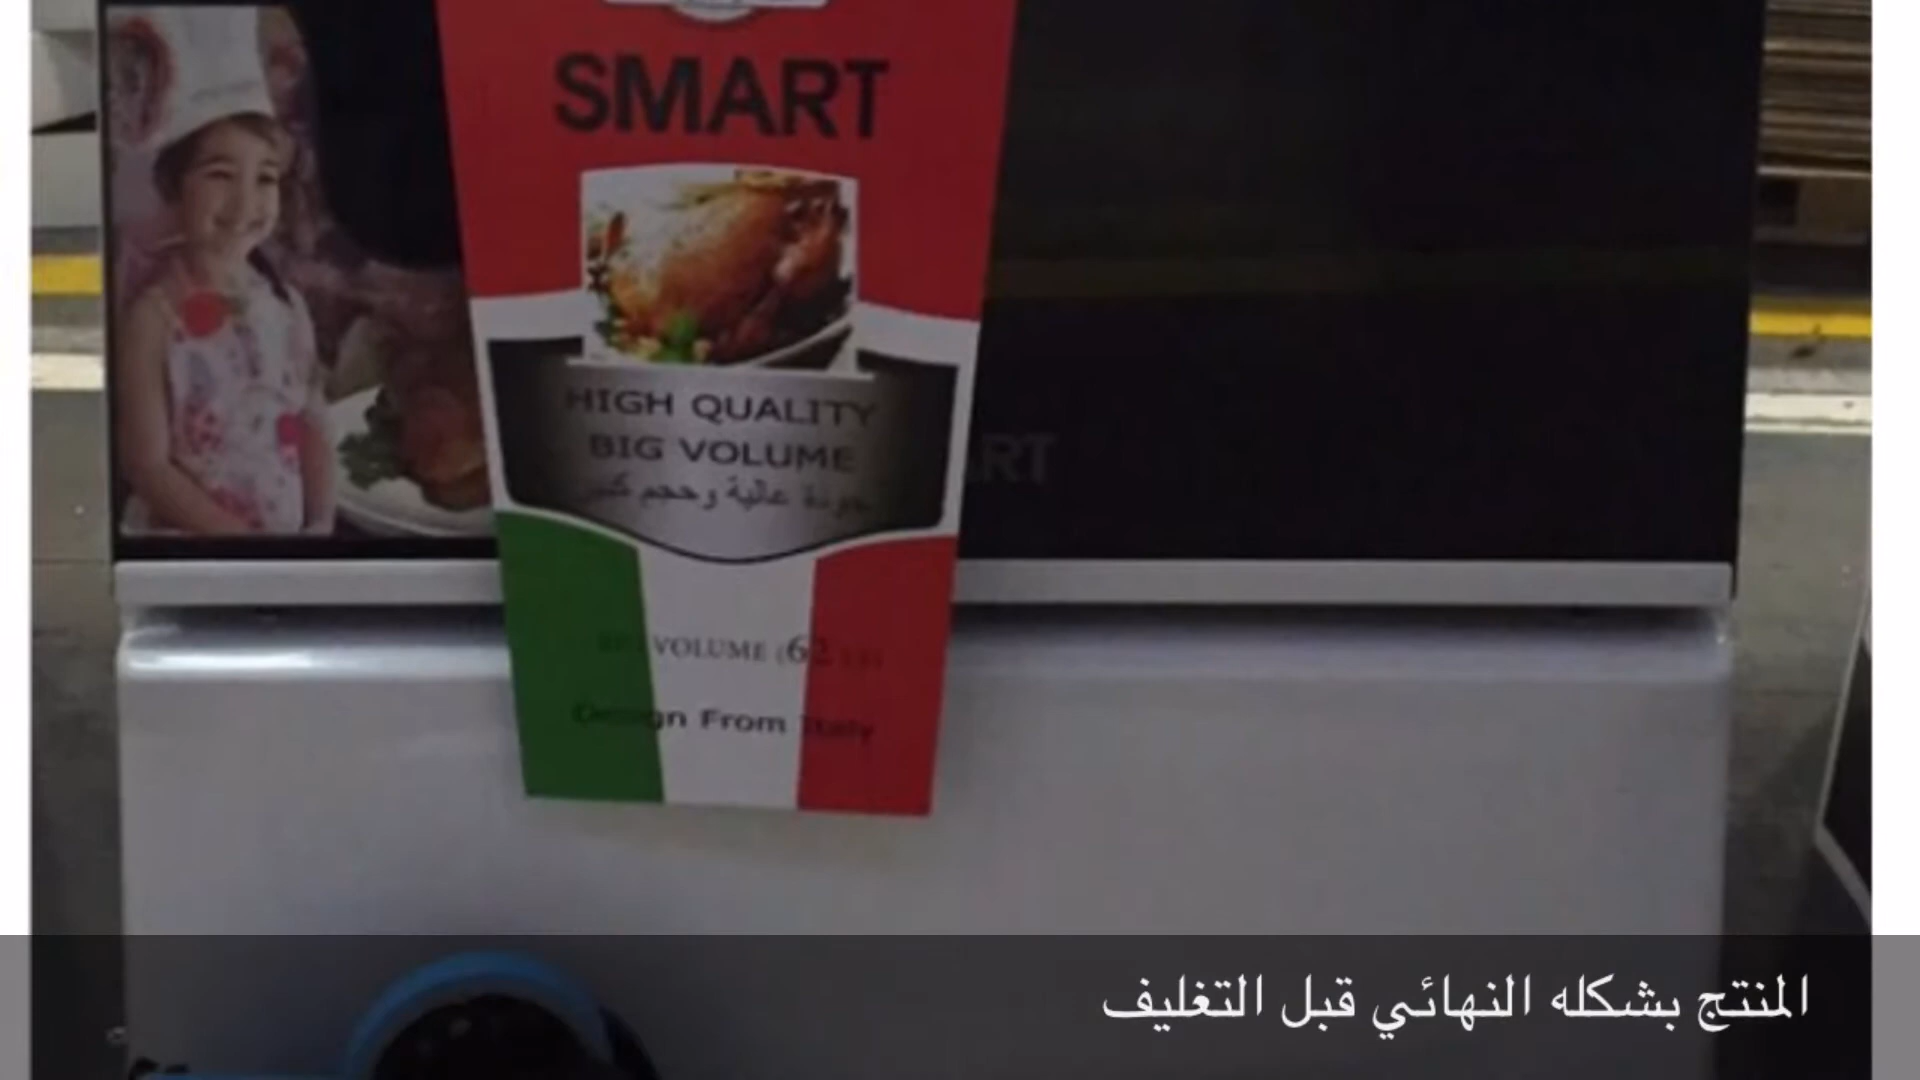 SMART
HIGH QUALITY
BIG VOLUME
جودة عالية وحجم كبير
VOLUME (62
Design From Italy
المنتج بشكله النهائي قبل التغليف